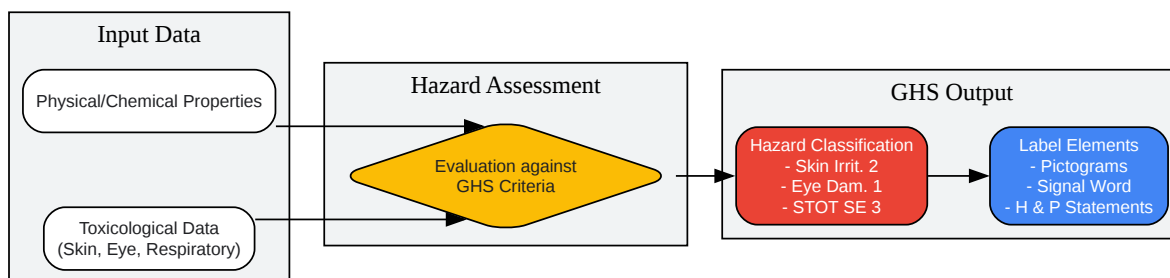 Input Data
Physical/Chemical Properties
Toxicological Data
(Skin, Eye, Respiratory)
Hazard Assessment
Evaluation against
GHS Criteria
GHS Output
Hazard Classification
- Skin Irrit. 2
- Eye Dam. 1
- STOT SE 3
Label Elements
- Pictograms
- Signal Word
- H & P Statements